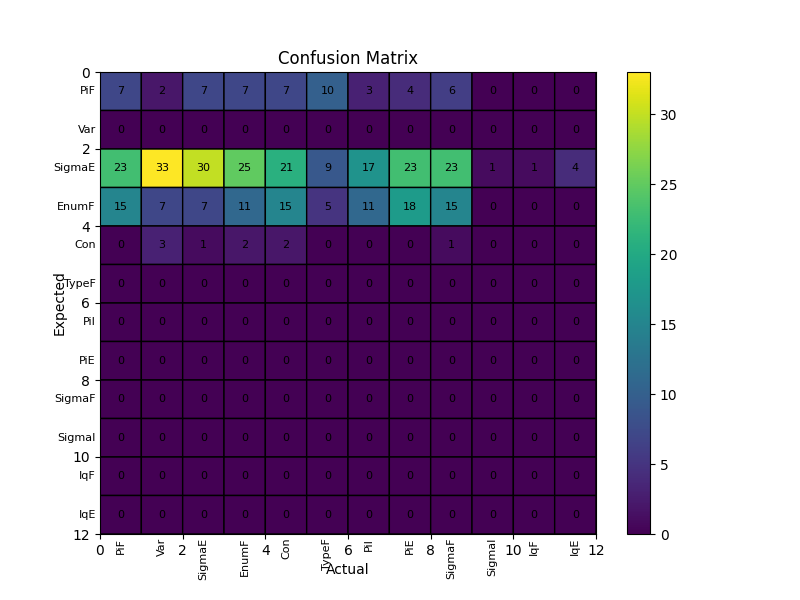 Confusion Matrix
0
PiF 7 2 7 7 7 10 3 4 6 0 0 0
Var 0 0 0 0 0 0 0 0 0 0 0 0
2
SigmaE 23 33 30 25 21 9 17 23 23 1 1 4
EnumF 15 7 7 11 15 5 11 18 15 0 0 0
4
Con 0 3 1 2 2 0 0 0 1 0 0 0
TypeF 0 0 0 0 0 0 0 0 0 0 0 0
Expected
6
PiI 0 0 0 0 0 0 0 0 0 0 0 0
PiE 0 0 0 0 0 0 0 0 0 0 0 0
8
SigmaF 0 0 0 0 0 0 0 0 0 0 0 0
SigmaI 0 0 0 0 0 0 0 0 0 0 0 0
10
IqF 0 0 0 0 0 0 0 0 0 0 0 0
IqE 0 0 0 0 0 0 0 0 0 0 0 0
12
0 2 4 6 8 10 12
PiF Var SigmaE EnumF Con TypeF PiI PiE SigmaF SigmaI IqF IqE
Actual
30
25
20
15
10
5
0